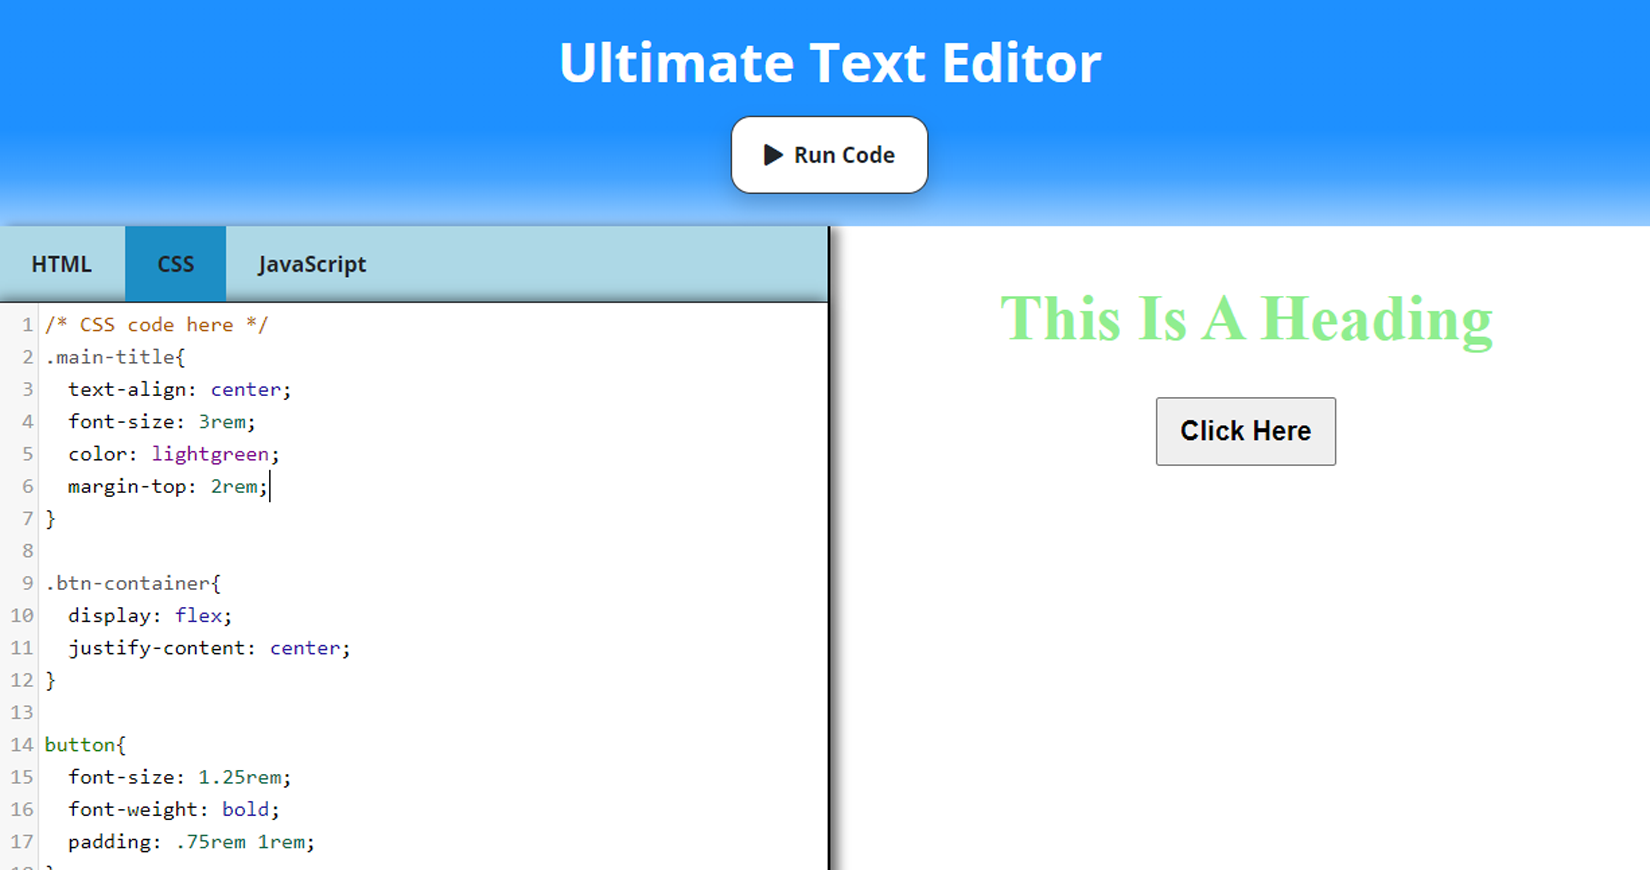 Ultimate Text Editor
Run Code
HTML CSS JavaScript
1 /* CSS code here */
2 .main-title{
3 text-align: center;
4 font-size: 3rem;
5 color: lightgreen;
6 margin-top: 2rem;
7 }
8
9 .btn-container{
10 display: flex;
11 justify-content: center;
12 }
13
14 button{
15 font-size: 1.25rem;
16 font-weight: bold;
17 padding: .75rem 1rem;
This Is A Heading
Click Here